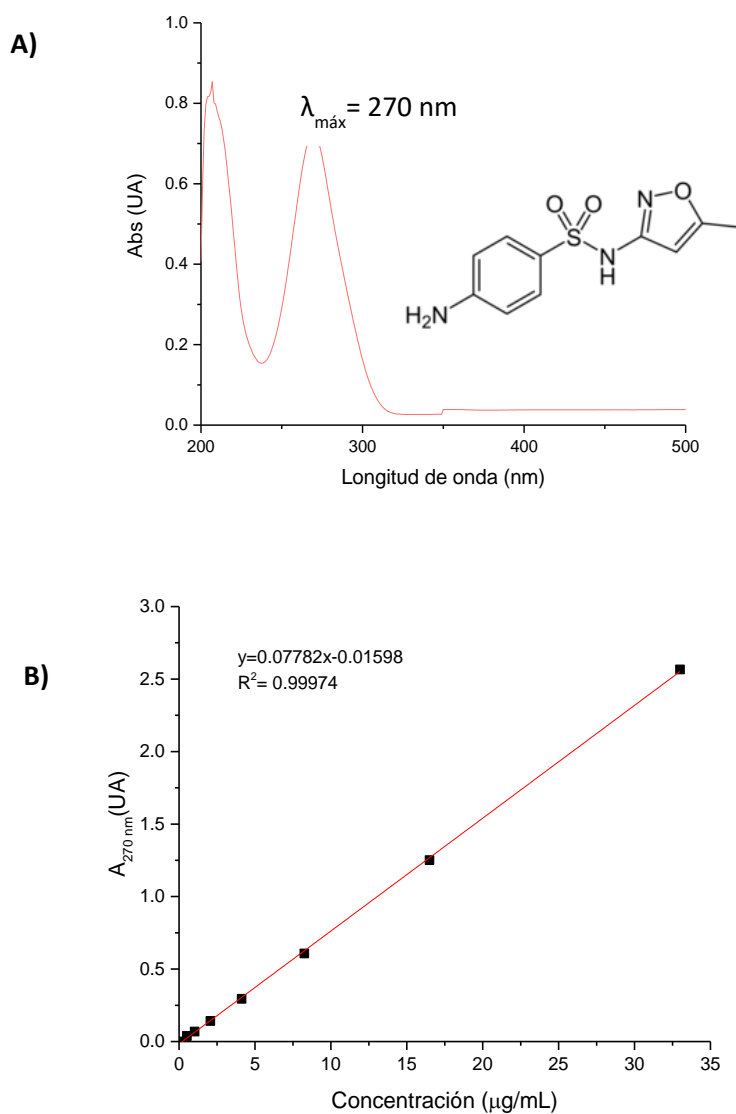 A)
1.0
0.8
0.6
0.4
0.2
0.0
Abs (UA)
λmáx= 270 nm
O O
S
N
H
N
O
H2N
200
300
400
500
Longitud de onda (nm)
B)
3.0
2.5
2.0
1.5
1.0
0.5
0.0
A270 nm(UA)
y=0.07782x-0.01598
R2= 0.99974
0
5
10
15
20
25
30
35
Concentración (μg/mL)